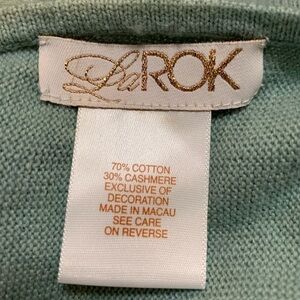 LaROK
70% COTTON
30% CASHMERE
EXCLUSIVE OF
DECORATION
MADE IN MACAU
SEE CARE
ON REVERSE